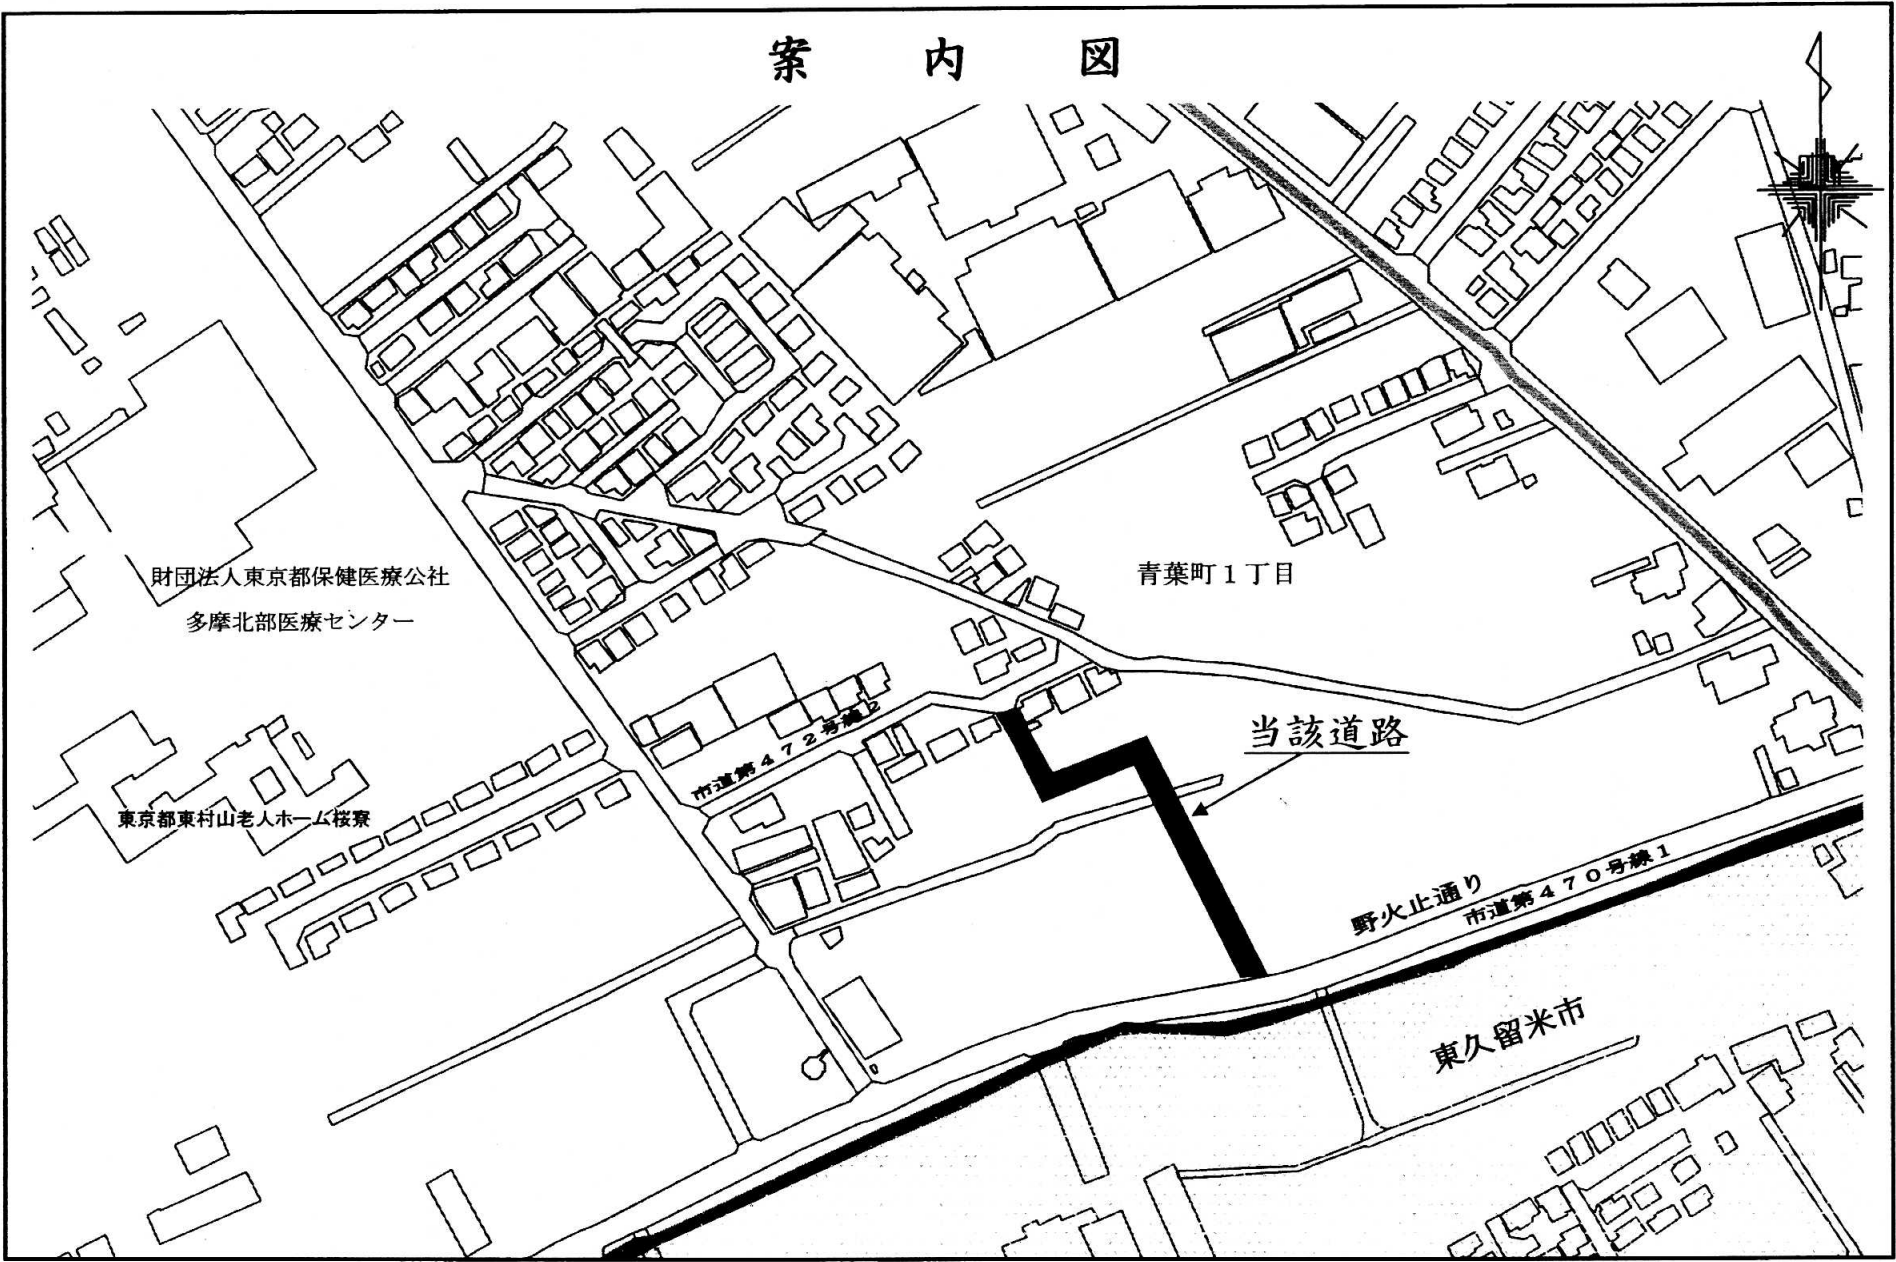 案内図
財団法人東京都保健医療公社
多摩北部医療センター
青葉町1丁目
市道第472号線2
当該道路
東京都東村山老人ホーム桜寮
野火止通り
市道第470号線1
東久留米市